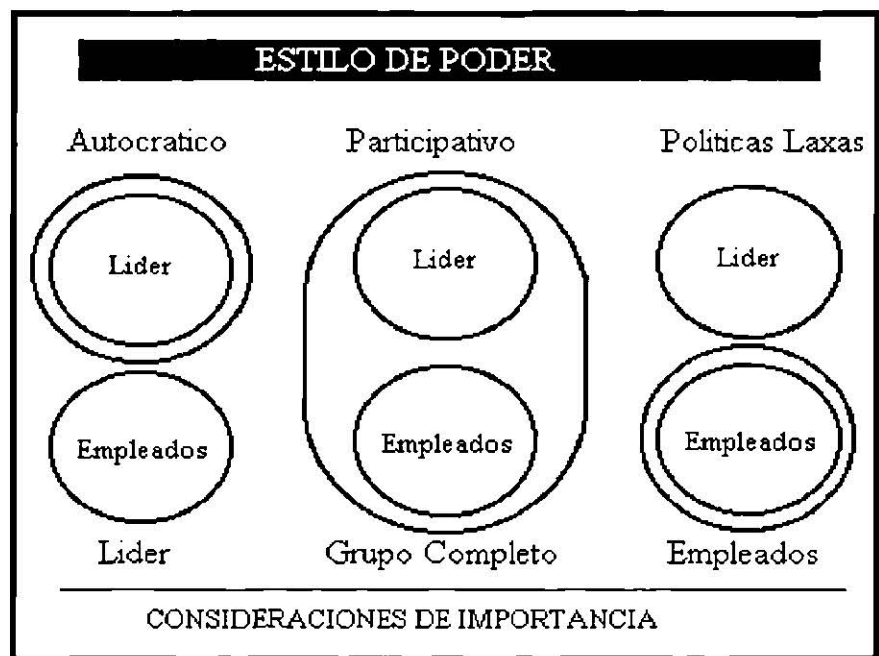 ESTILO DE PODER
Autocratico Participativo Politicas Laxas
Lider Lider Lider
Empleados Empleados Empleados
Lider Grupo Completo Empleados
CONSIDERACIONES DE IMPORTANCIA